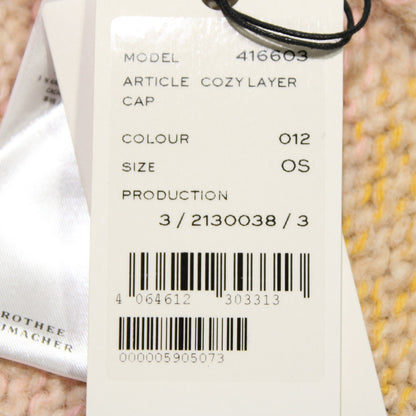 MODEL 416603
ARTICLE COZY LAYER
CAP
COLOUR 012
SIZE OS
PRODUCTION
3 / 2130038 / 3
4 064612 303313
000005905073
ROTHEE
UMACHER